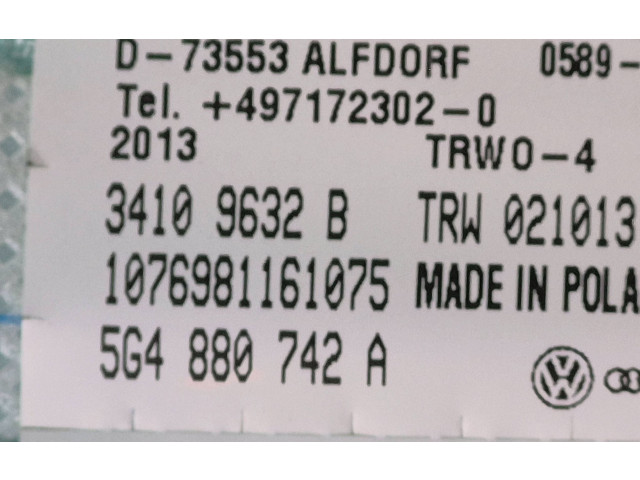 D-73553 ALFDORF 0589-
Tel. +497172302-0
2013 TRWO-4
3410 9632 B TRW 021013
1076981161075 MADE IN POLA
5G4 880 742 A